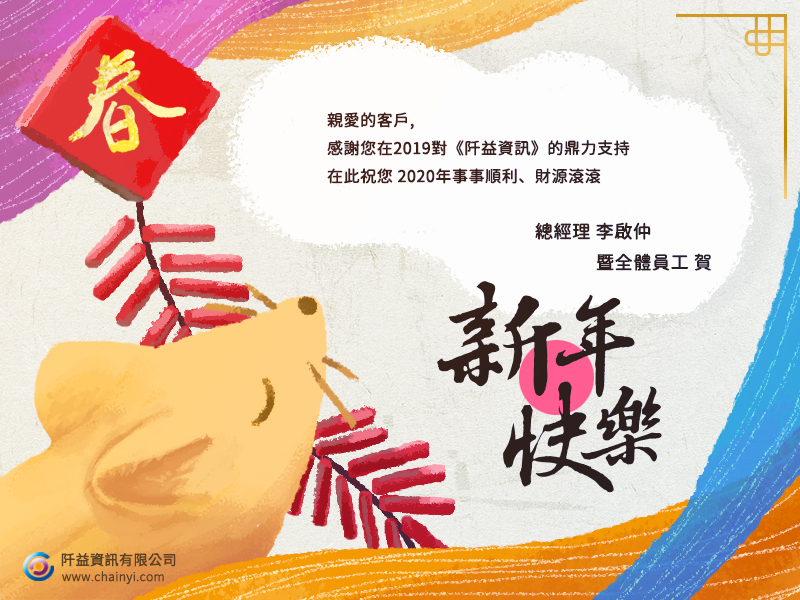 春
親愛的客戶,
感謝您在2019對《阡益資訊》的鼎力支持
在此祝您 2020年事事順利、財源滾滾
總經理 李啟仲
暨全體員工 賀
新年
快樂
阡益資訊有限公司
www.chainyi.com